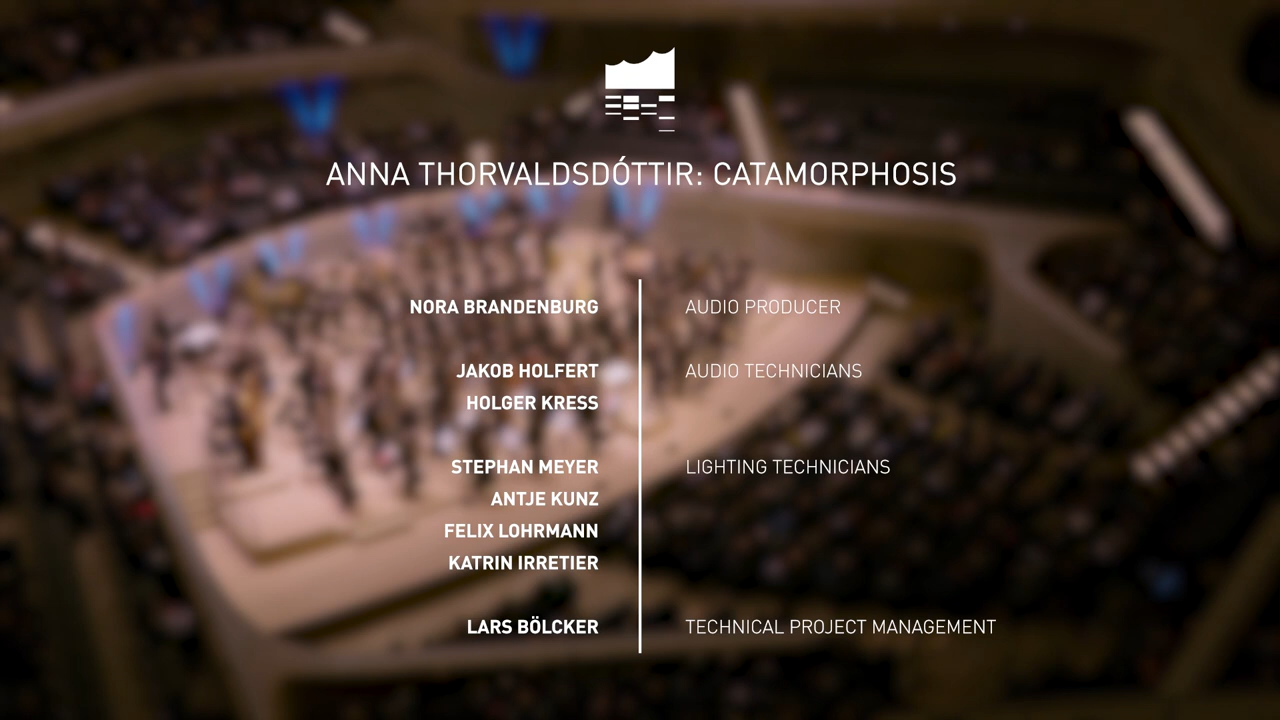 ANNA THORVALDSDÓTTIR: CATAMORPHOSIS
NORA BRANDENBURG AUDIO PRODUCER
JAKOB HOLFERT AUDIO TECHNICIANS
HOLGER KRESS
STEPHAN MEYER LIGHTING TECHNICIANS
ANTJE KUNZ
FELIX LOHRMANN
KATRIN IRRETIER
LARS BÖLCKER TECHNICAL PROJECT MANAGEMENT